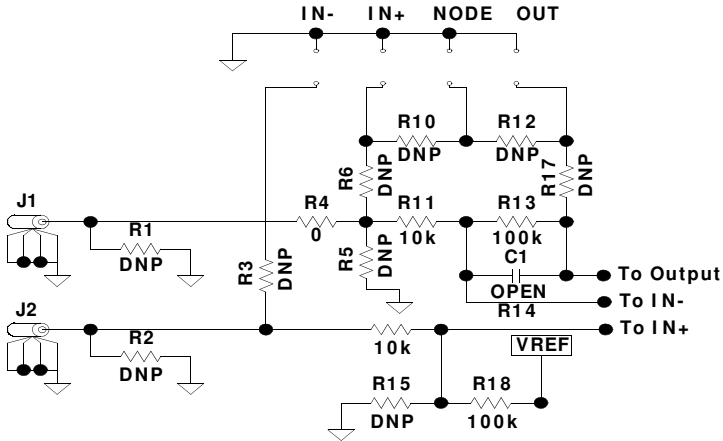 IN- IN+ NODE OUT
R10 R12
DNP DNP
R6 DNP
R17 DNP
J1
R1
DNP
R4
0
R11
10k
R13
100k
R3 DNP
R5 DNP
C1
OPEN
To Output
To IN-
R14
To IN+
J2
R2
DNP
10k
VREF
R15
DNP
R18
100k